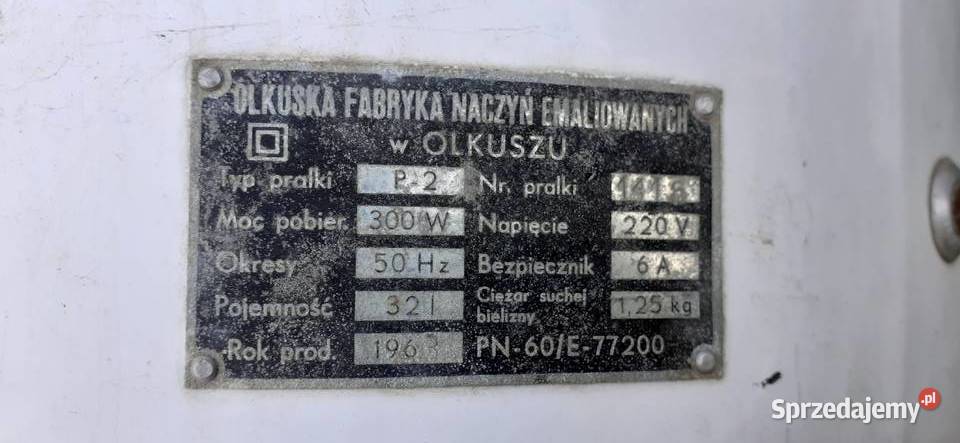 OLKUSKA FABRYKA NACZYŃ EMALIOWANYCH
w OLKUSZU
Typ pralki P-2 Nr. pralki
Moc pobier. 300 W Napięcie 220 V
Okresy 50 Hz Bezpiecznik 6 A
Pojemność 32 l Ciężar suchej bielizny 1,25 kg
Rok prod. PN-60/E-77200
Sprzedajemy.pl